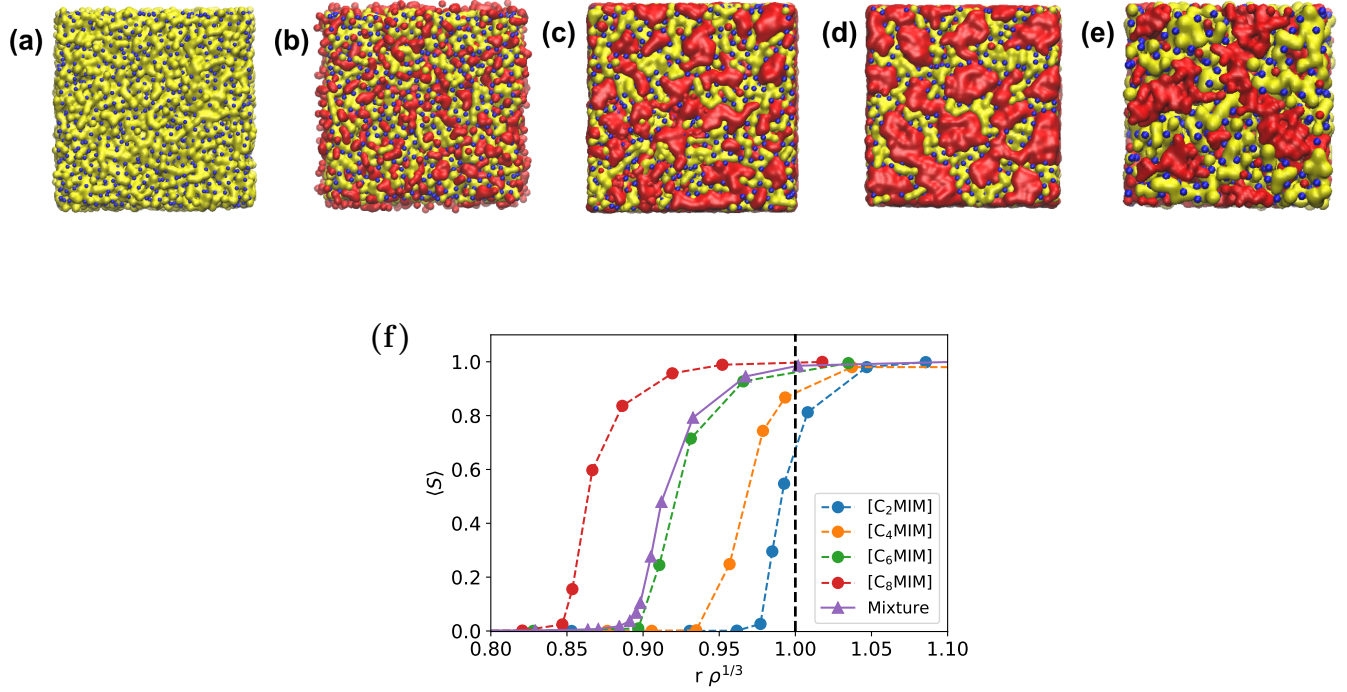 (a) (b) (c) (d) (e)
(f)
⟨S⟩
1.0
0.8
0.6
0.4
0.2
0.0
[C₂MIM]
[C₄MIM]
[C₆MIM]
[C₈MIM]
Mixture
0.80 0.85 0.90 0.95 1.00 1.05 1.10
r ρ^{1/3}